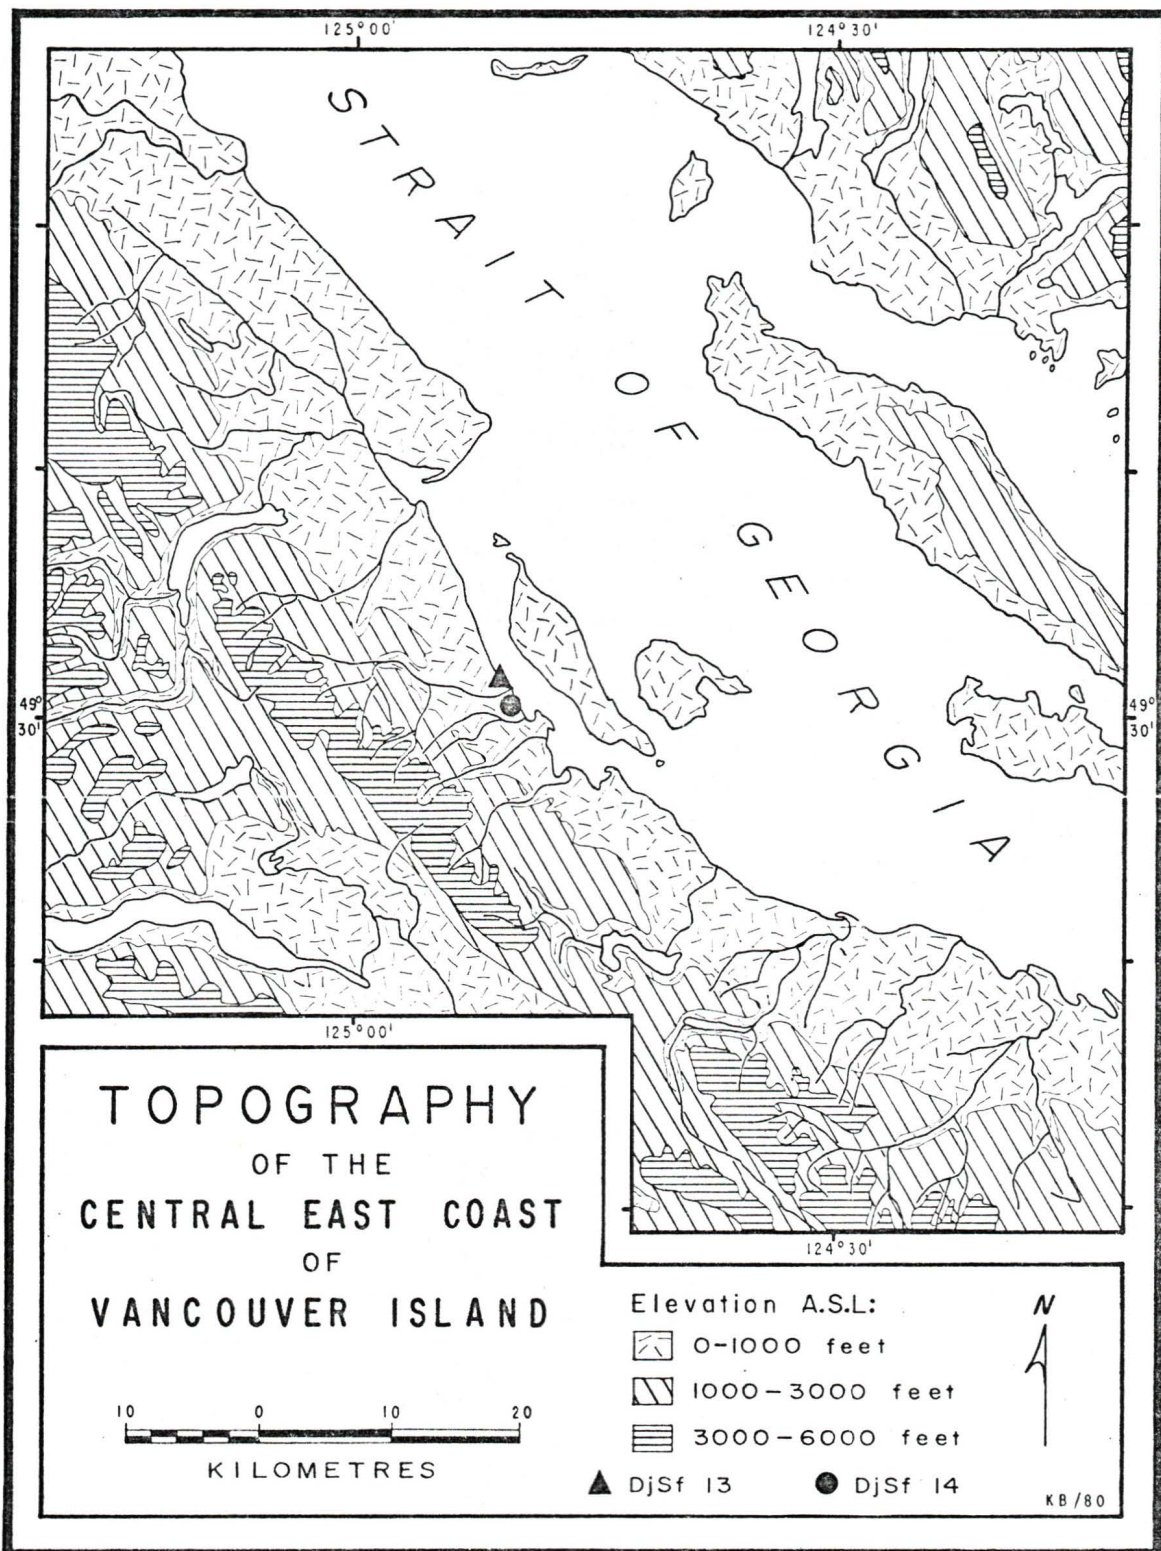 125°00'
124°30'
STRAIT OF GEORGIA
49°
30'
49°
30'
125°00'
124°30'
TOPOGRAPHY
OF THE
CENTRAL EAST COAST
OF
VANCOUVER ISLAND
10 0 10 20
KILOMETRES
Elevation A.S.L:
N
0-1000 feet
1000-3000 feet
3000-6000 feet
DjSf 13
DjSf 14
KB/80